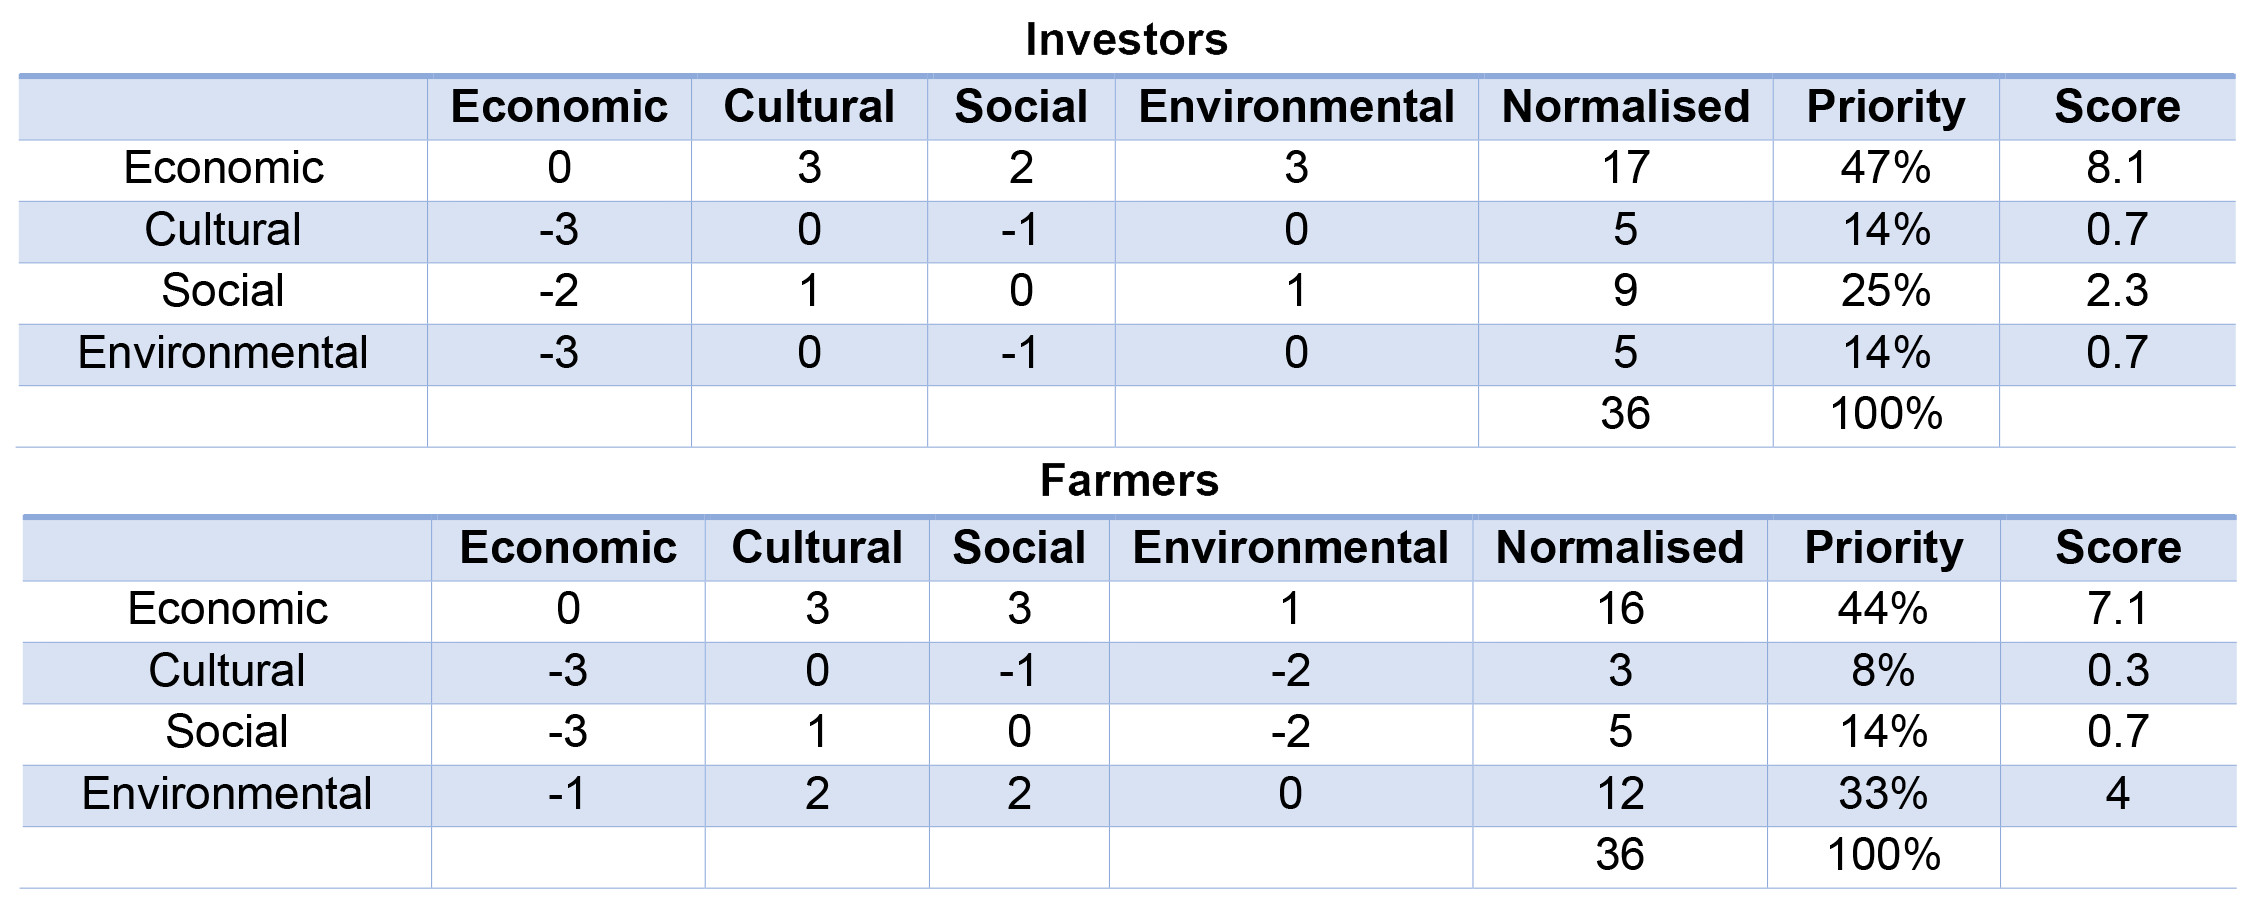 Investors
Economic Cultural Social Environmental Normalised Priority Score
Economic 0 3 2 3 17 47% 8.1
Cultural -3 0 -1 0 5 14% 0.7
Social -2 1 0 1 9 25% 2.3
Environmental -3 0 -1 0 5 14% 0.7
36 100%
Farmers
Economic Cultural Social Environmental Normalised Priority Score
Economic 0 3 3 1 16 44% 7.1
Cultural -3 0 -1 -2 3 8% 0.3
Social -3 1 0 -2 5 14% 0.7
Environmental -1 2 2 0 12 33% 4
36 100%